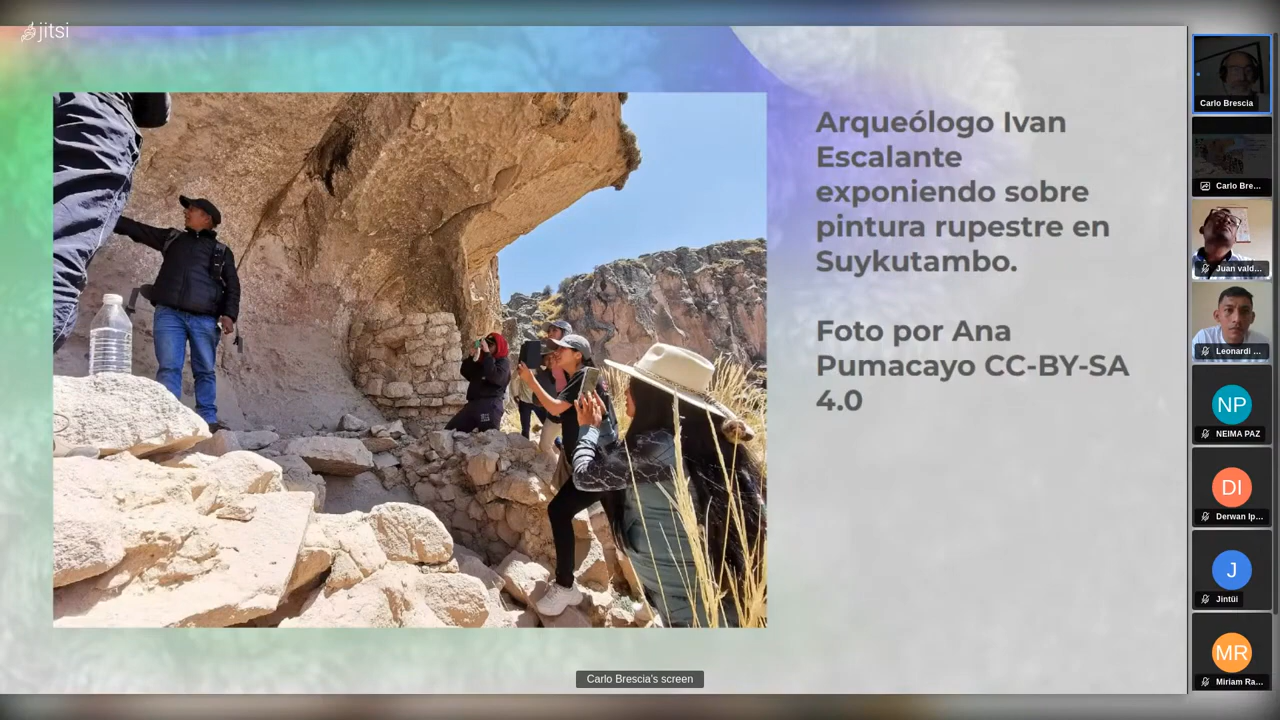 jitsi
Arqueólogo Ivan
Escalante
exponiendo sobre
pintura rupestre en
Suykutambo.
Foto por Ana
Pumacayo CC-BY-SA
4.0
Carlo Brescia's screen
Carlo Brescia
Carlo Bre...
Juan vald...
Leonardi ...
NP
NEIMA PAZ
DI
Derwan Ip...
J
Jintüi
MR
Miriam Ra...